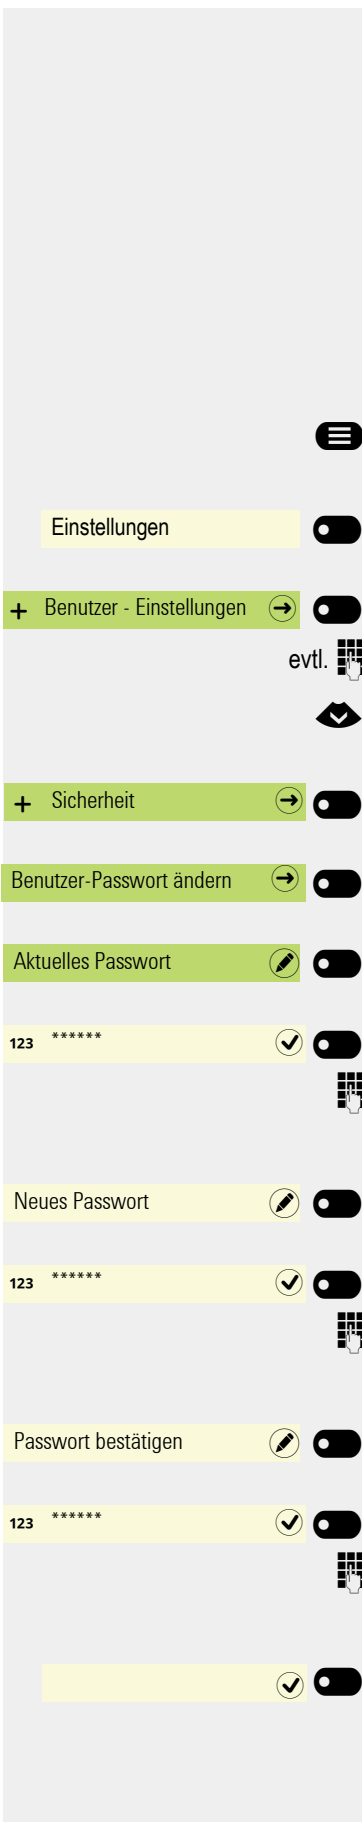 Einstellungen
+ Benutzer - Einstellungen
evtl.
+ Sicherheit
Benutzer-Passwort ändern
Aktuelles Passwort
123 ******
Neues Passwort
123 ******
Passwort bestätigen
123 ******